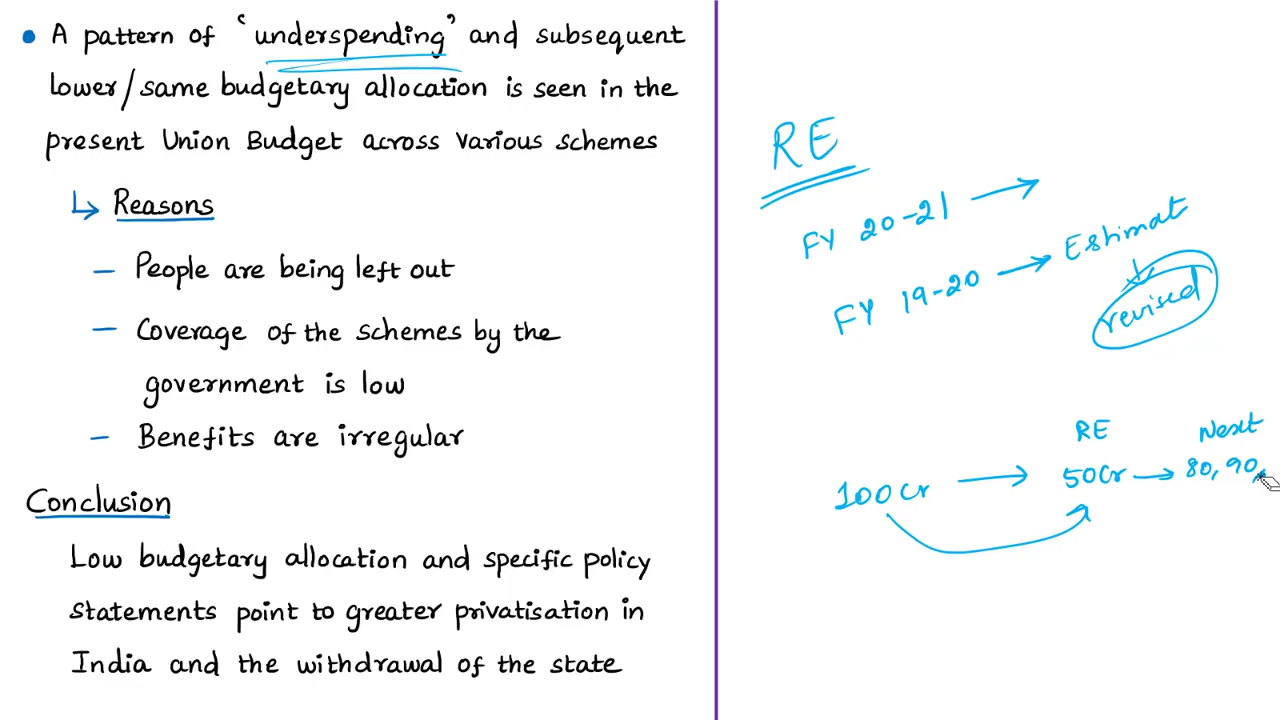 • A pattern of 'underspending' and subsequent
lower/same budgetary allocation is seen in the
present Union Budget across various schemes
↳ Reasons
— People are being left out
— Coverage of the schemes by the
government is low
— Benefits are irregular
Conclusion
Low budgetary allocation and specific policy
statements point to greater privatisation in
India and the withdrawal of the state
RE
FY 20-21 →
FY 19-20 → Estimat
revised
RE Next
100Cr → 50Cr → 80, 90,